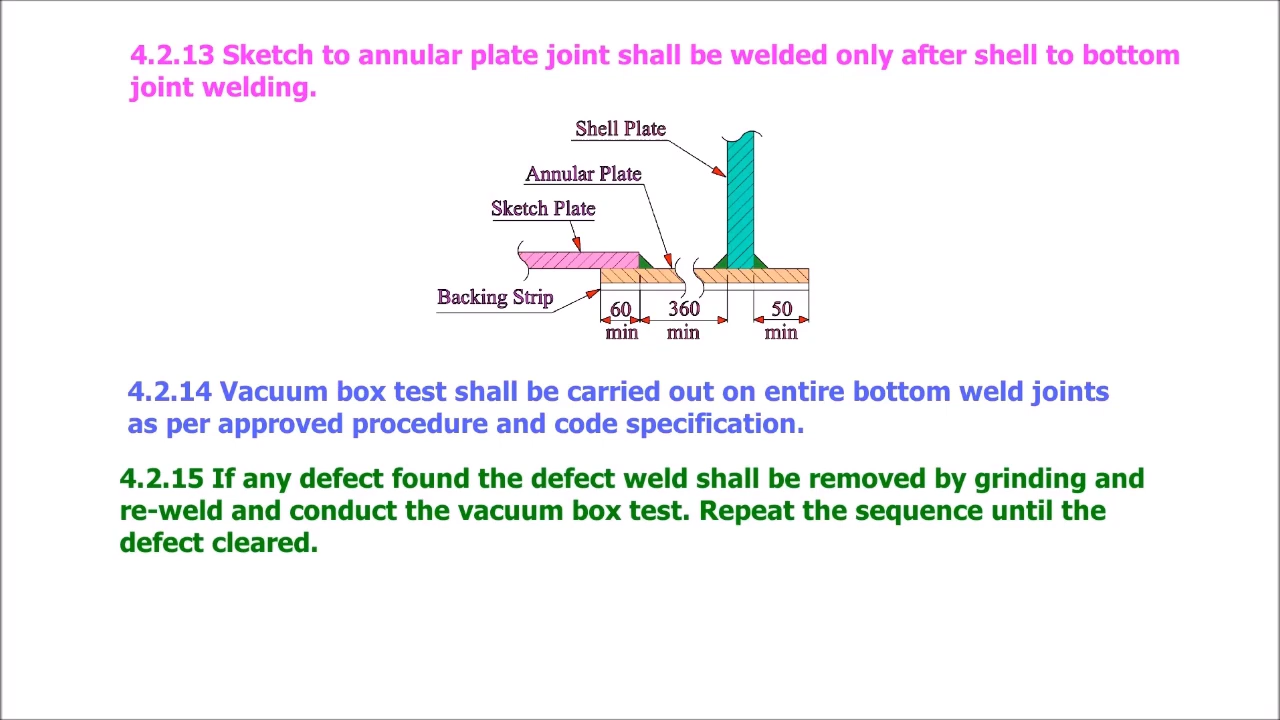 4.2.13 Sketch to annular plate joint shall be welded only after shell to bottom
joint welding.
Shell Plate
Annular Plate
Sketch Plate
Backing Strip
60
min
360
min
50
min
4.2.14 Vacuum box test shall be carried out on entire bottom weld joints
as per approved procedure and code specification.
4.2.15 If any defect found the defect weld shall be removed by grinding and
re-weld and conduct the vacuum box test. Repeat the sequence until the
defect cleared.